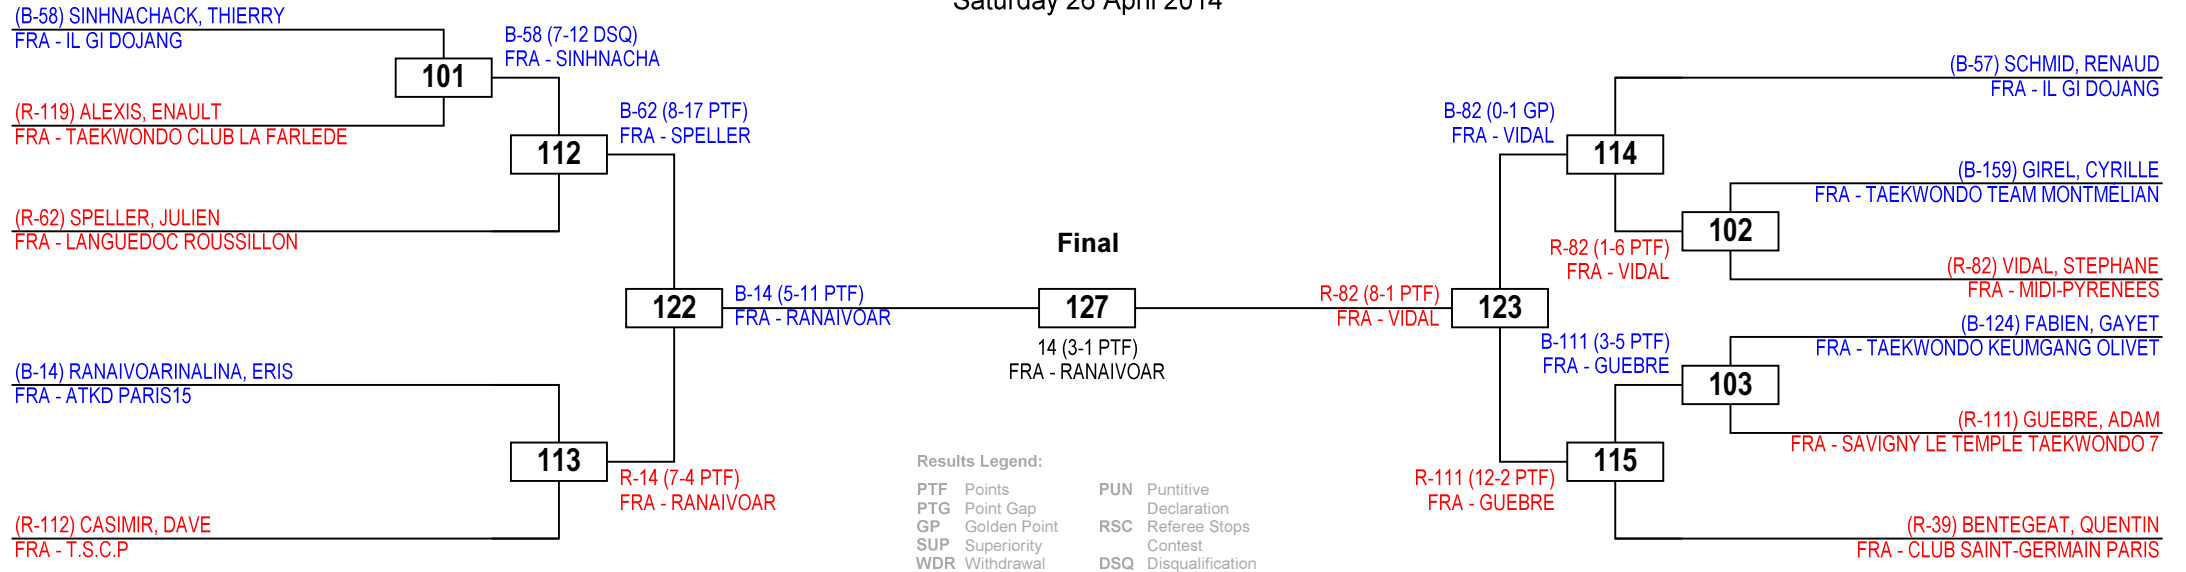 Saturday 26 April 2014
(B-58) SINHNACHACK, THIERRY
FRA - IL GI DOJANG
B-58 (7-12 DSQ)
FRA - SINHNACHA
101
(R-119) ALEXIS, ENAULT
FRA - TAEKWONDO CLUB LA FARLEDE
B-62 (8-17 PTF)
FRA - SPELLER
112
(R-62) SPELLER, JULIEN
FRA - LANGUEDOC ROUSSILLON
122
B-14 (5-11 PTF)
FRA - RANAIVOAR
(B-14) RANAIVOARINALINA, ERIS
FRA - ATKD PARIS15
113
R-14 (7-4 PTF)
FRA - RANAIVOAR
(R-112) CASIMIR, DAVE
FRA - T.S.C.P
Final
127
14 (3-1 PTF)
FRA - RANAIVOAR
(B-57) SCHMID, RENAUD
FRA - IL GI DOJANG
B-82 (0-1 GP)
FRA - VIDAL
114
(B-159) GIREL, CYRILLE
FRA - TAEKWONDO TEAM MONTMÉLIAN
102
R-82 (1-6 PTF)
FRA - VIDAL
(R-82) VIDAL, STEPHANE
FRA - MIDI-PYRENEES
R-82 (8-1 PTF)
FRA - VIDAL
123
(B-124) FABIEN, GAYET
FRA - TAEKWONDO KEUMGANG OLIVET
B-111 (3-5 PTF)
FRA - GUEBRE
103
(R-111) GUEBRE, ADAM
FRA - SAVIGNY LE TEMPLE TAEKWONDO 7
115
R-111 (12-2 PTF)
FRA - GUEBRE
(R-39) BENTEGEAT, QUENTIN
FRA - CLUB SAINT-GERMAIN PARIS
Results Legend:
PTF Points
PTG Point Gap
GP Golden Point
SUP Superiority
WDR Withdrawal
PUN Puntitive
Declaration
RSC Referee Stops
Contest
DSQ Disqualification